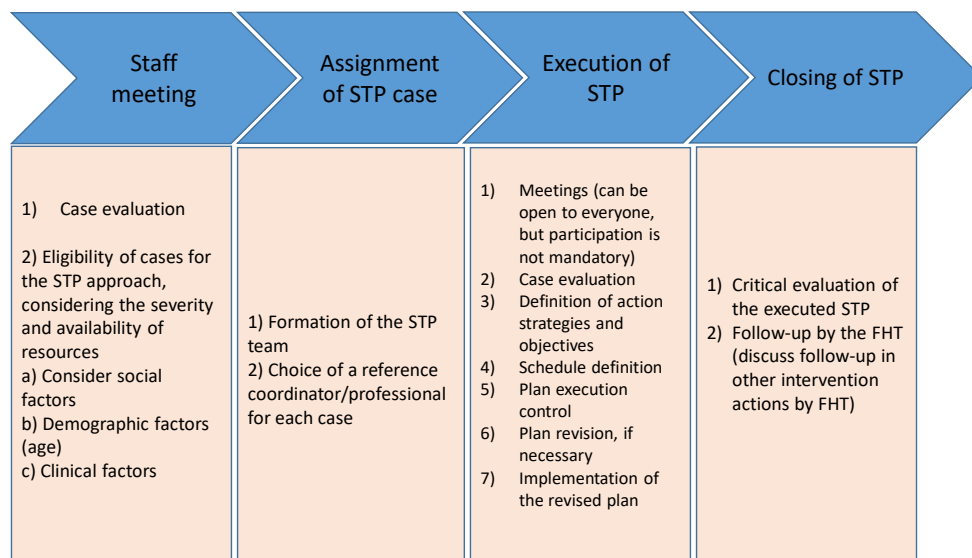 Staff
meeting
Assignment
of STP case
Execution of
STP
Closing of STP
1) Case evaluation
2) Eligibility of cases for
the STP approach,
considering the severity
and availability of
resources
a) Consider social
factors
b) Demographic factors
(age)
c) Clinical factors
1) Formation of the STP
team
2) Choice of a reference
coordinator/professional
for each case
1) Meetings (can be
open to everyone,
but participation is
not mandatory)
2) Case evaluation
3) Definition of action
strategies and
objectives
4) Schedule definition
5) Plan execution
control
6) Plan revision, if
necessary
7) Implementation of
the revised plan
1) Critical evaluation of
the executed STP
2) Follow-up by the FHT
(discuss follow-up in
other intervention
actions by FHT)